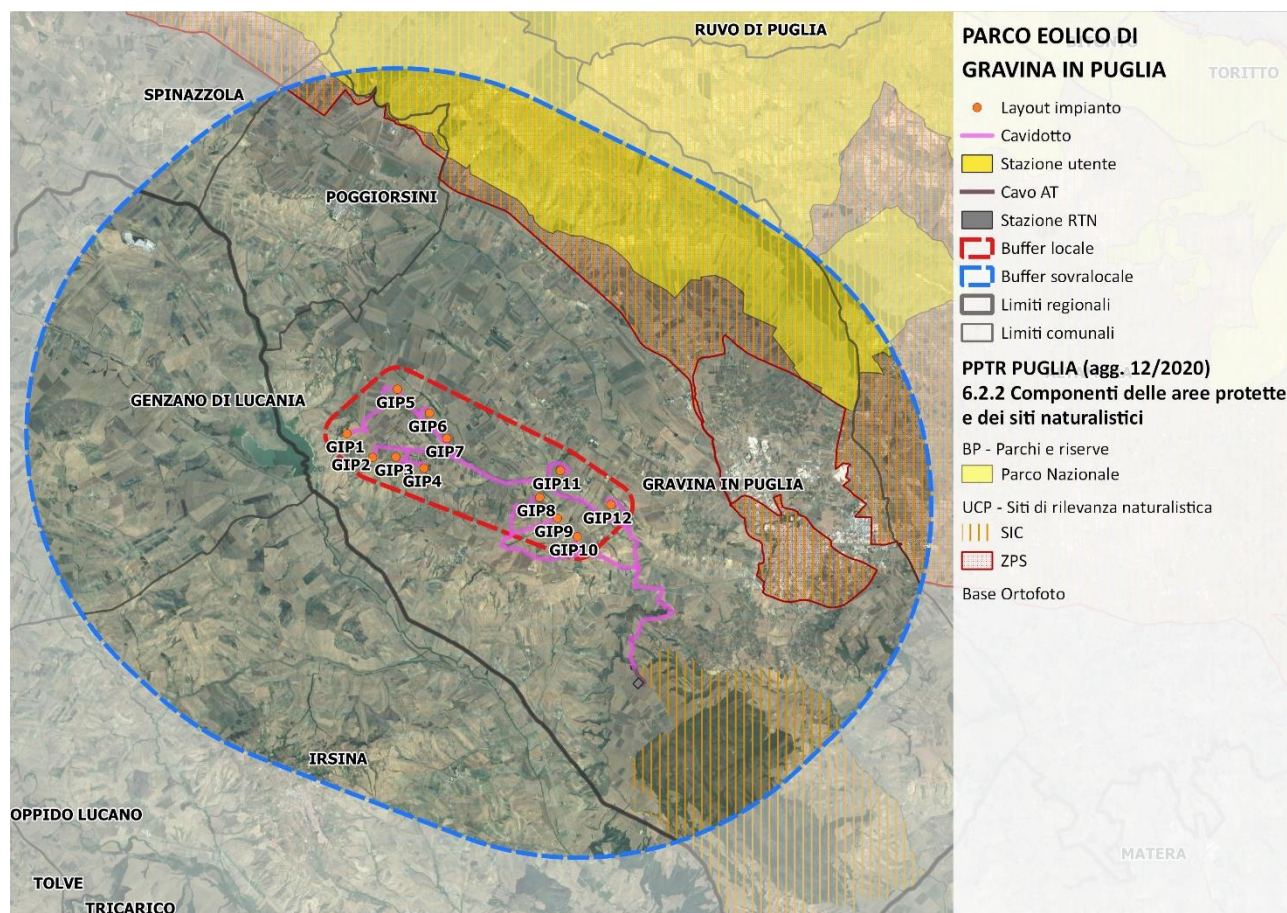 RUVO DI PUGLIA
SPINAZZOLA
POGGIORSINI
GENZANO DI LUCANIA
GIP5
GIP6
GIP1
GIP7
GIP2
GIP3
GIP4
GIP11
GRAVINA IN PUGLIA
GIP8
GIP12
GIP9
GIP10
IRSINA
OPPIDO LUCANO
TOLVE
TRICARICO
PARCO EOLICO DI
GRAVINA IN PUGLIA
BITONTO
TORITTO
Layout impianto
Cavidotto
Stazione utente
Cavo AT
Stazione RTN
Buffer locale
Buffer sovralocale
Limiti regionali
Limiti comunali
PPTR PUGLIA (agg. 12/2020)
6.2.2 Componenti delle aree protette
e dei siti naturalistici
BP - Parchi e riserve
Parco Nazionale
UCP - Siti di rilevanza naturalistica
SIC
ZPS
Base Ortofoto
MATERA